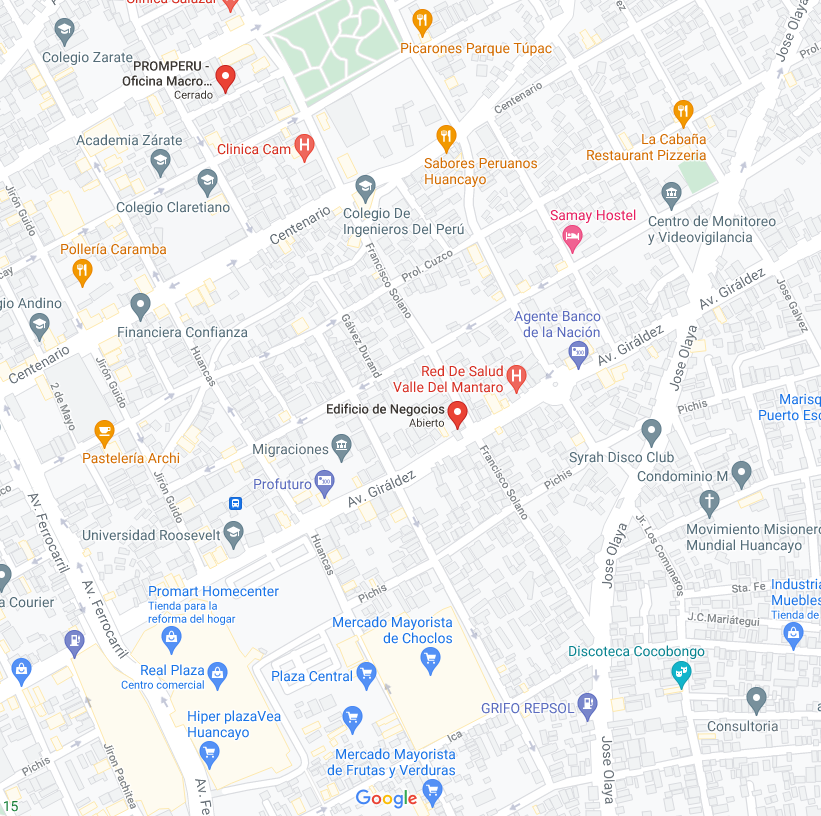 Clinica Salazar
Colegio Zarate
Picarones Parque Túpac
Jose Olaya
PROMPERU -
Oficina Macro...
Cerrado
Centenario
Academia Zárate
Clinica Cam
Sabores Peruanos
Huancayo
La Cabaña
Restaurant Pizzeria
Colegio Claretiano
Jirón Guido
Colegio De
Ingenieros Del Perú
Samay Hostel
Centro de Monitoreo
y Videovigilancia
Centenario
Pollería Caramba
Francisco Solano
Prol. Cuzco
Av. Giráldez
Jose Galvez
gio Andino
Financiera Confianza
Gálvez Durand
Agente Banco
de la Nación
Av. Giráldez
Jose Olaya
Centenario
Huancas
Jirón Guido
2 de Mayo
Red De Salud
Valle Del Mantaro
Edificio de Negocios
Abierto
Pichis
Marisq
Puerto Esc
Migraciones
Pastelería Archi
Syrah Disco Club
Condominio M
Profuturo
Av. Giráldez
Francisco Solano
Pichis
Jirón Guido
Av. Ferrocarril
Universidad Roosevelt
Huancas
Jose Olaya
Jr. Los Comuneros
Movimiento Misionero
Mundial Huancayo
a Courier
Av. Ferrocarril
Promart Homecenter
Tienda para la
reforma del hogar
Pichis
Sta. Fe
Industria
Muebles
Tienda de
J.C.Mariátegui
Mercado Mayorista
de Choclos
Discoteca Cocobongo
Real Plaza
Centro comercial
Plaza Central
GRIFO REPSOL
Consultoria
Hiper plazaVea
Huancayo
Ica
Jiron Pachitea
Pichis
Av. Fe
Mercado Mayorista
de Frutas y Verduras
Jose Olaya
Google
15